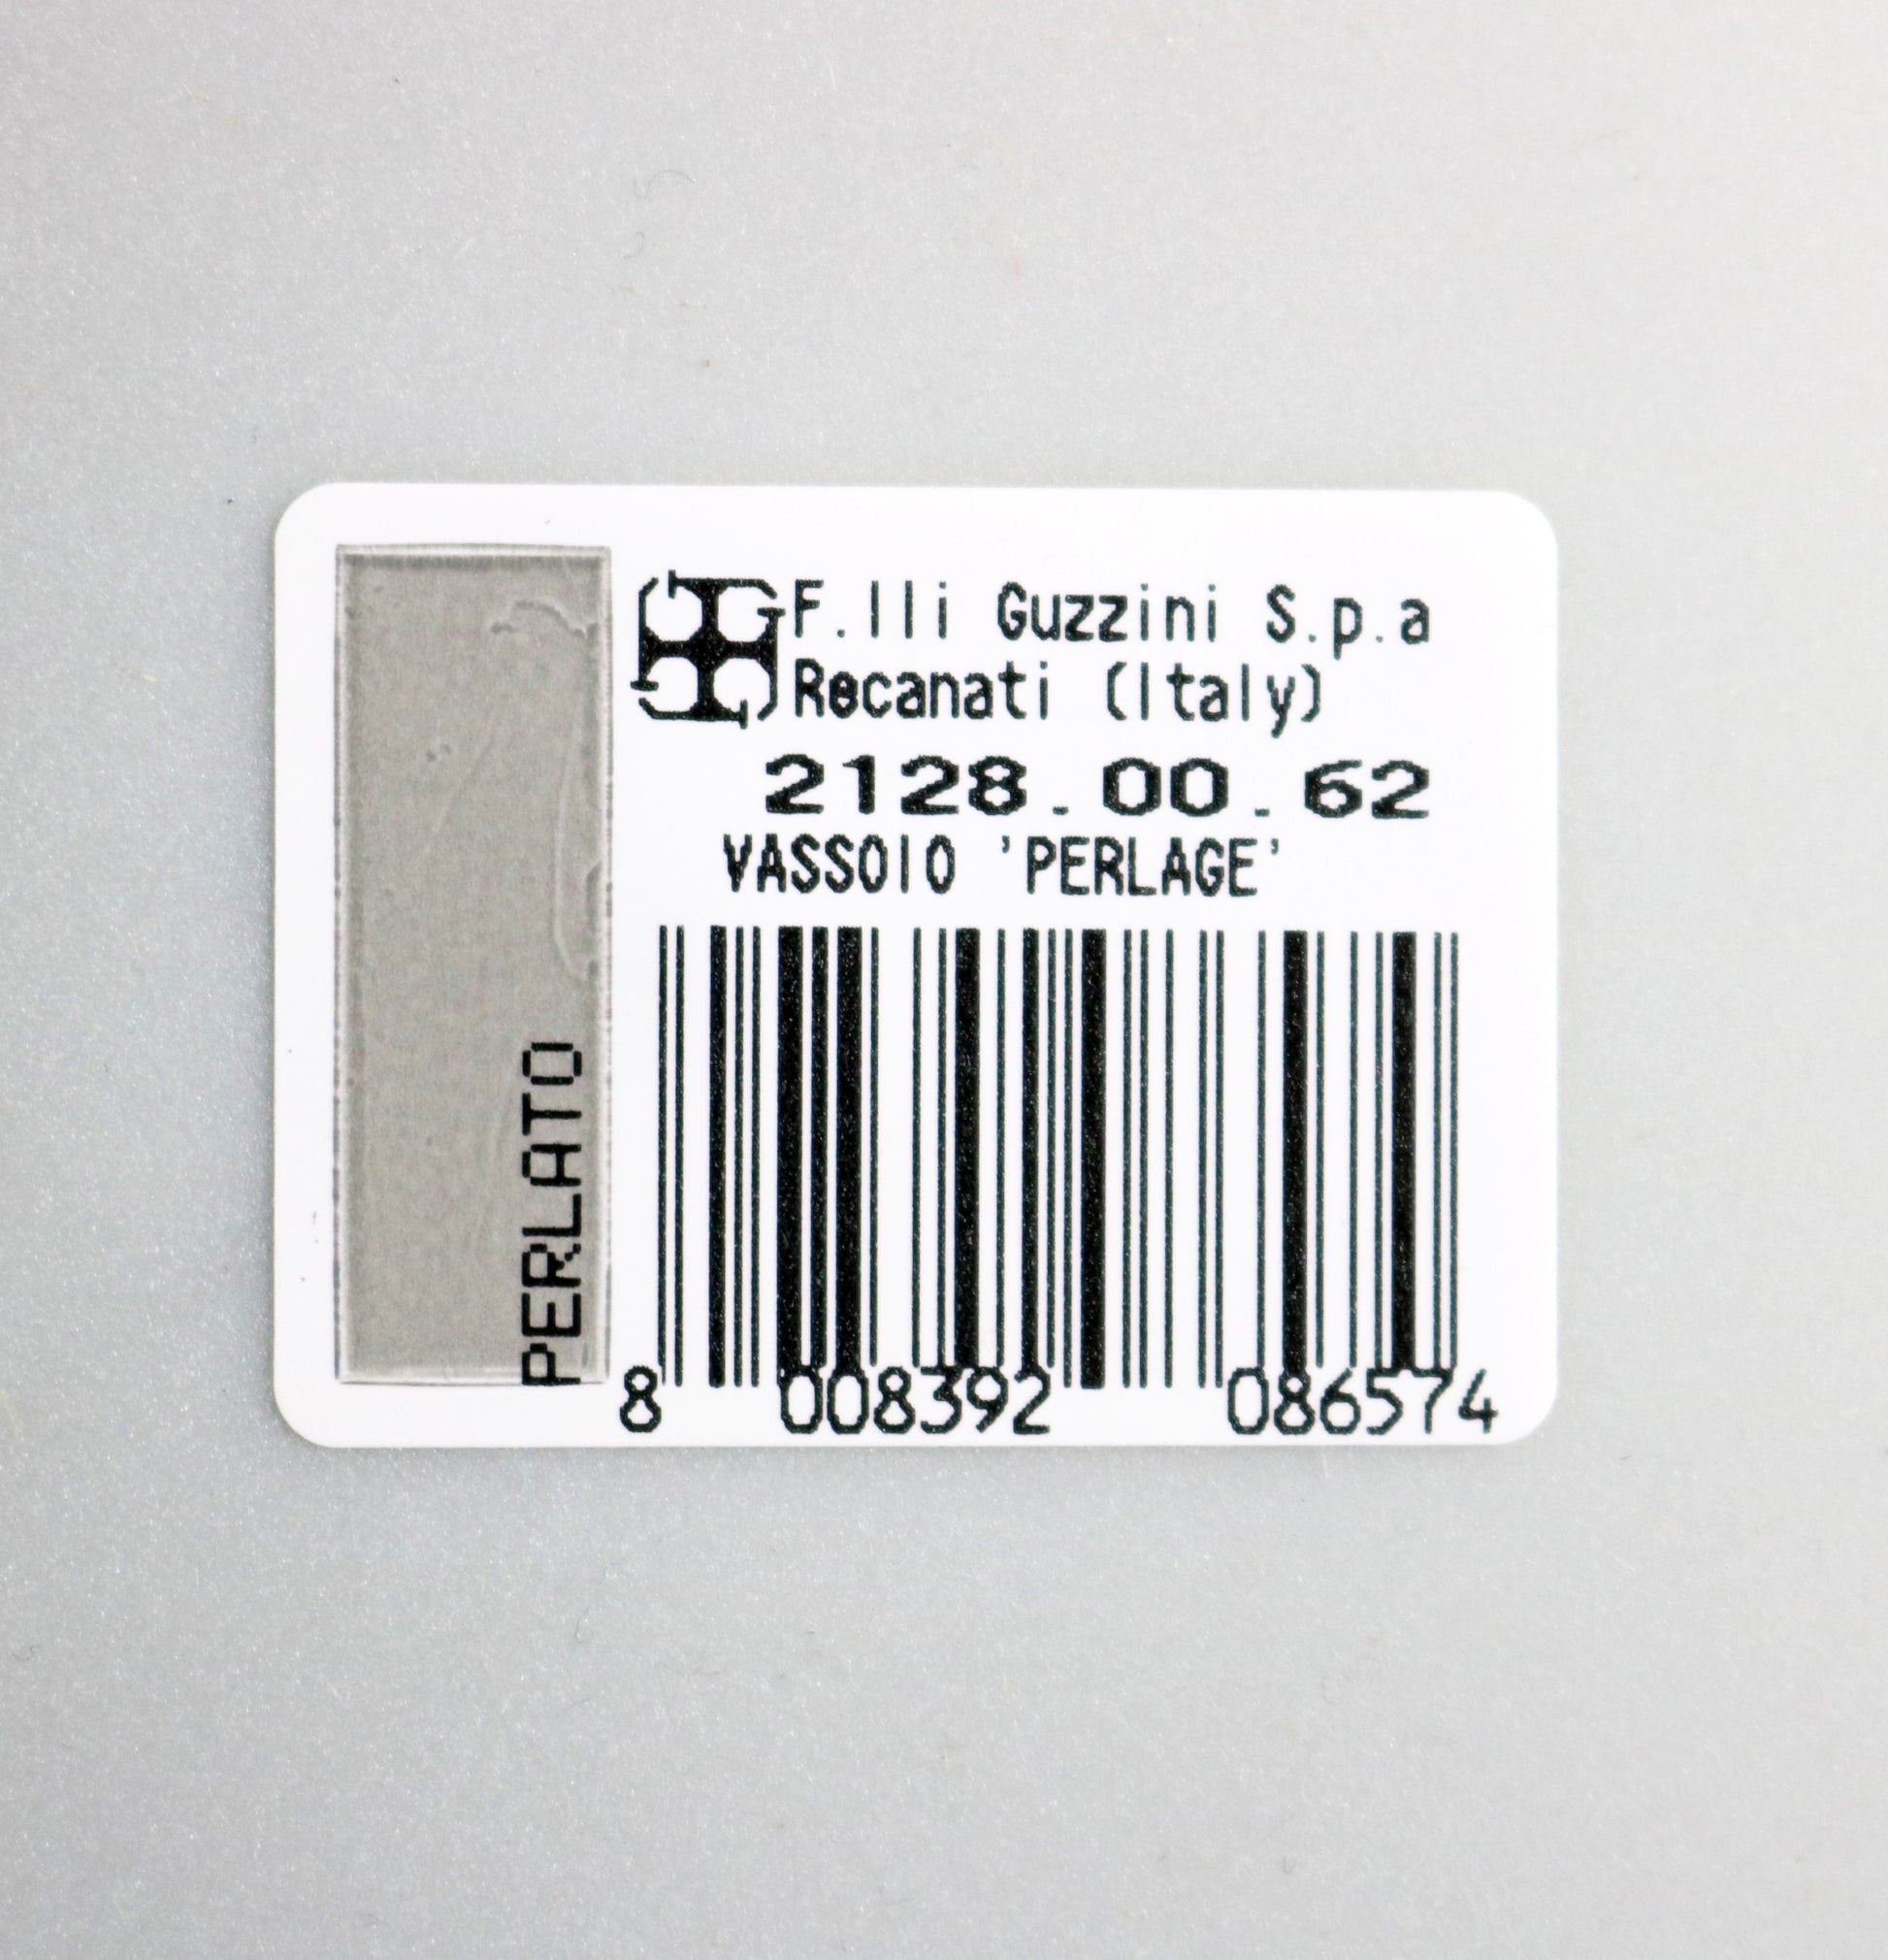 F.lli Guzzini S.p.a
Recanati (Italy)
2128.00.62
VASSOIO 'PERLAGE'
PERLATO
8 008392 086574